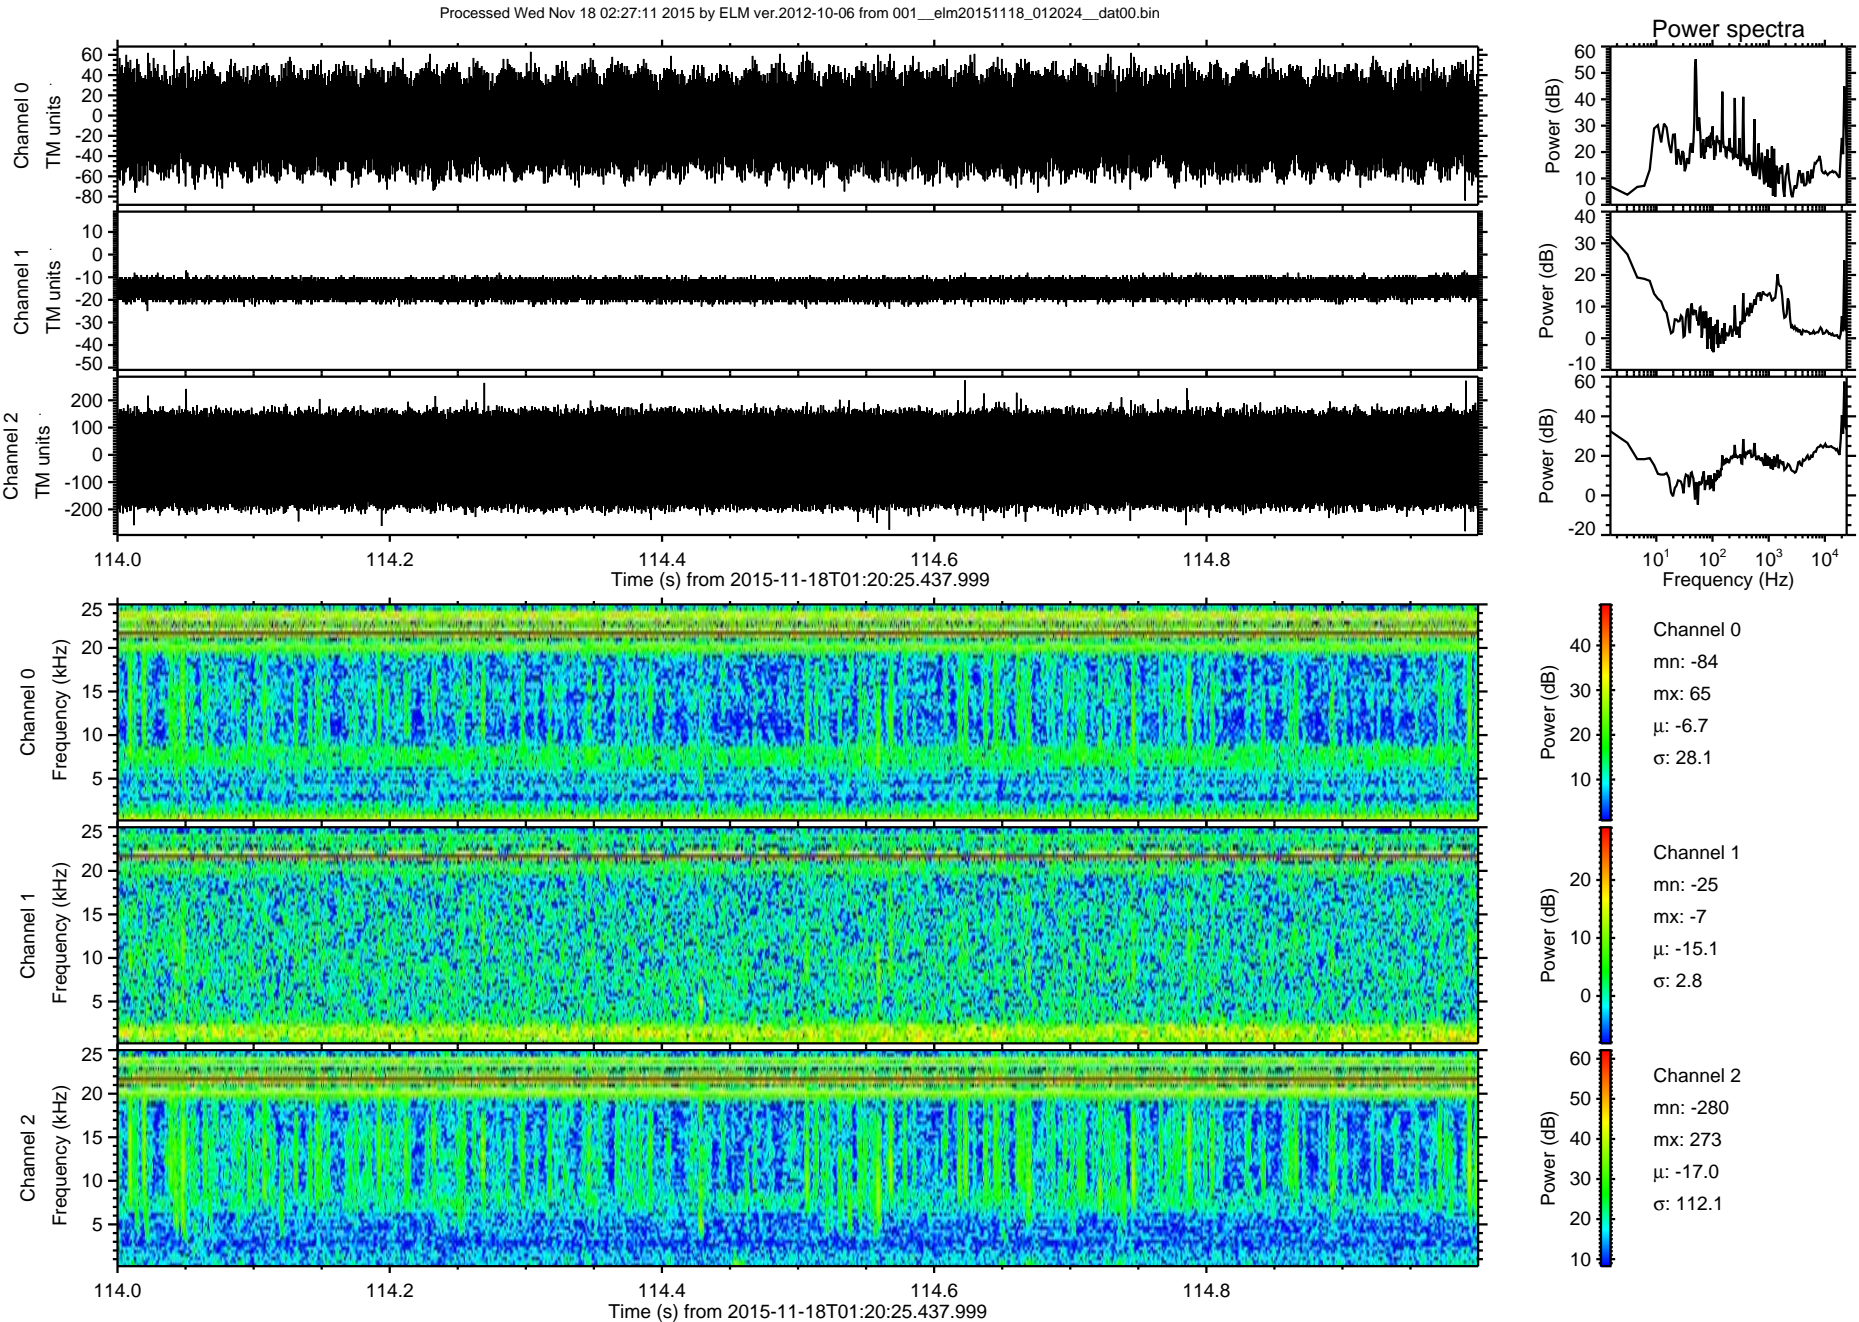 Processed Wed Nov 18 02:27:11 2015 by ELM ver.2012-10-06 from 001__elm20151118_012024__dat00.bin
Power spectra
Channel 0
TM units
60
40
20
0
-20
-40
-60
-80
Power (dB)
60
50
40
30
20
10
0
Channel 1
TM units
10
0
-10
-20
-30
-40
-50
Power (dB)
40
30
20
10
0
-10
Channel 2
TM units
200
100
0
-100
-200
Power (dB)
60
40
20
0
-20
114.0
114.2
114.4
114.6
114.8
Time (s) from 2015-11-18T01:20:25.437.999
10^1
10^2
10^3
10^4
Frequency (Hz)
Channel 0
Frequency (kHz)
25
20
15
10
5
Power (dB)
40
30
20
10
Channel 0
mn: -84
mx: 65
μ: -6.7
σ: 28.1
Channel 1
Frequency (kHz)
25
20
15
10
5
Power (dB)
20
10
0
Channel 1
mn: -25
mx: -7
μ: -15.1
σ: 2.8
Channel 2
Frequency (kHz)
25
20
15
10
5
Power (dB)
60
50
40
30
20
10
Channel 2
mn: -280
mx: 273
μ: -17.0
σ: 112.1
114.0
114.2
114.4
114.6
114.8
Time (s) from 2015-11-18T01:20:25.437.999